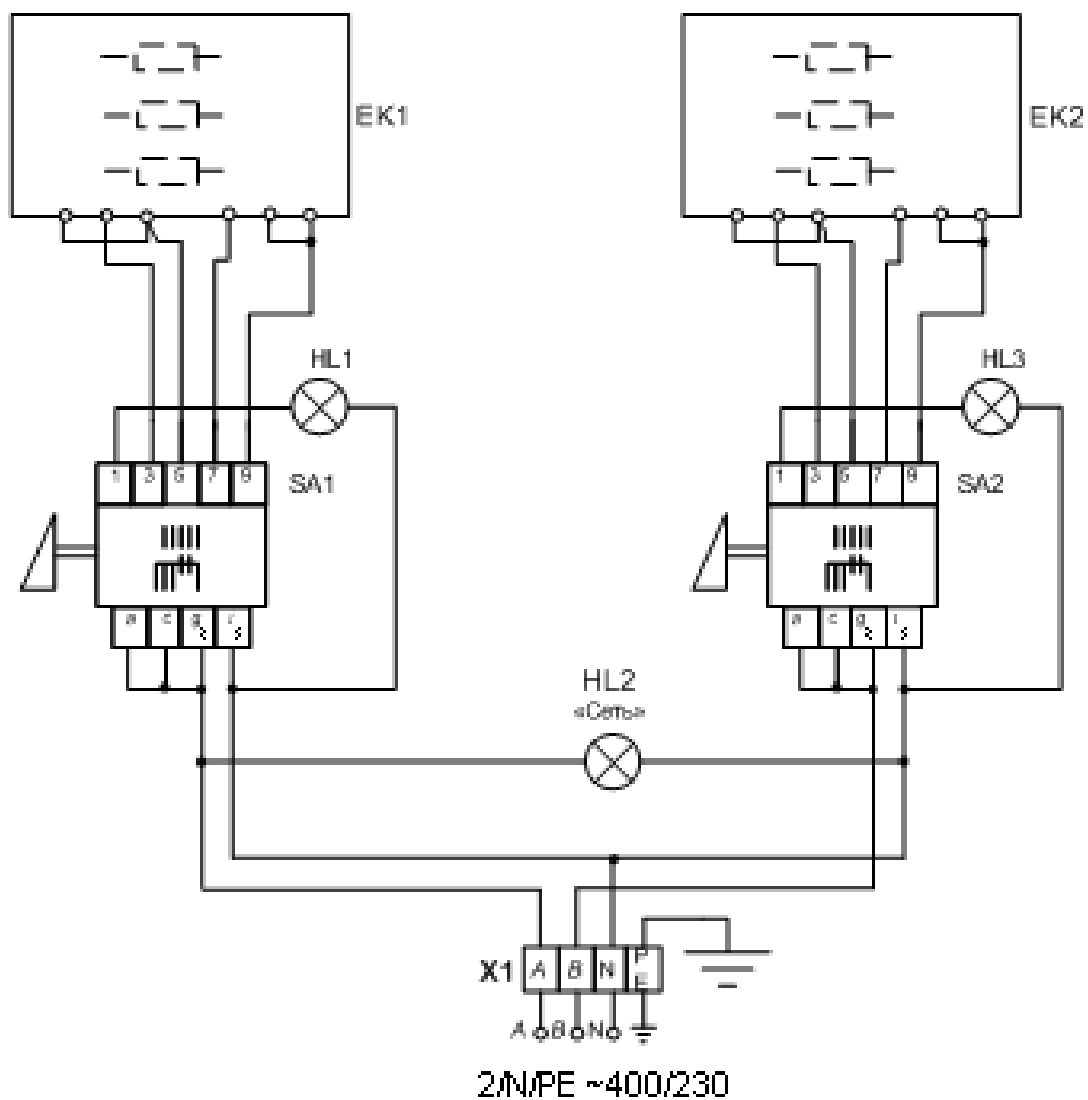 EK1
EK2
HL1
HL3
1 3 5 7 9
SA1
1 3 5 7 9
SA2
a c g i
a c g i
HL2
«Сеть»
X1 A B N PE
A B N
2/N/PE ~400/230